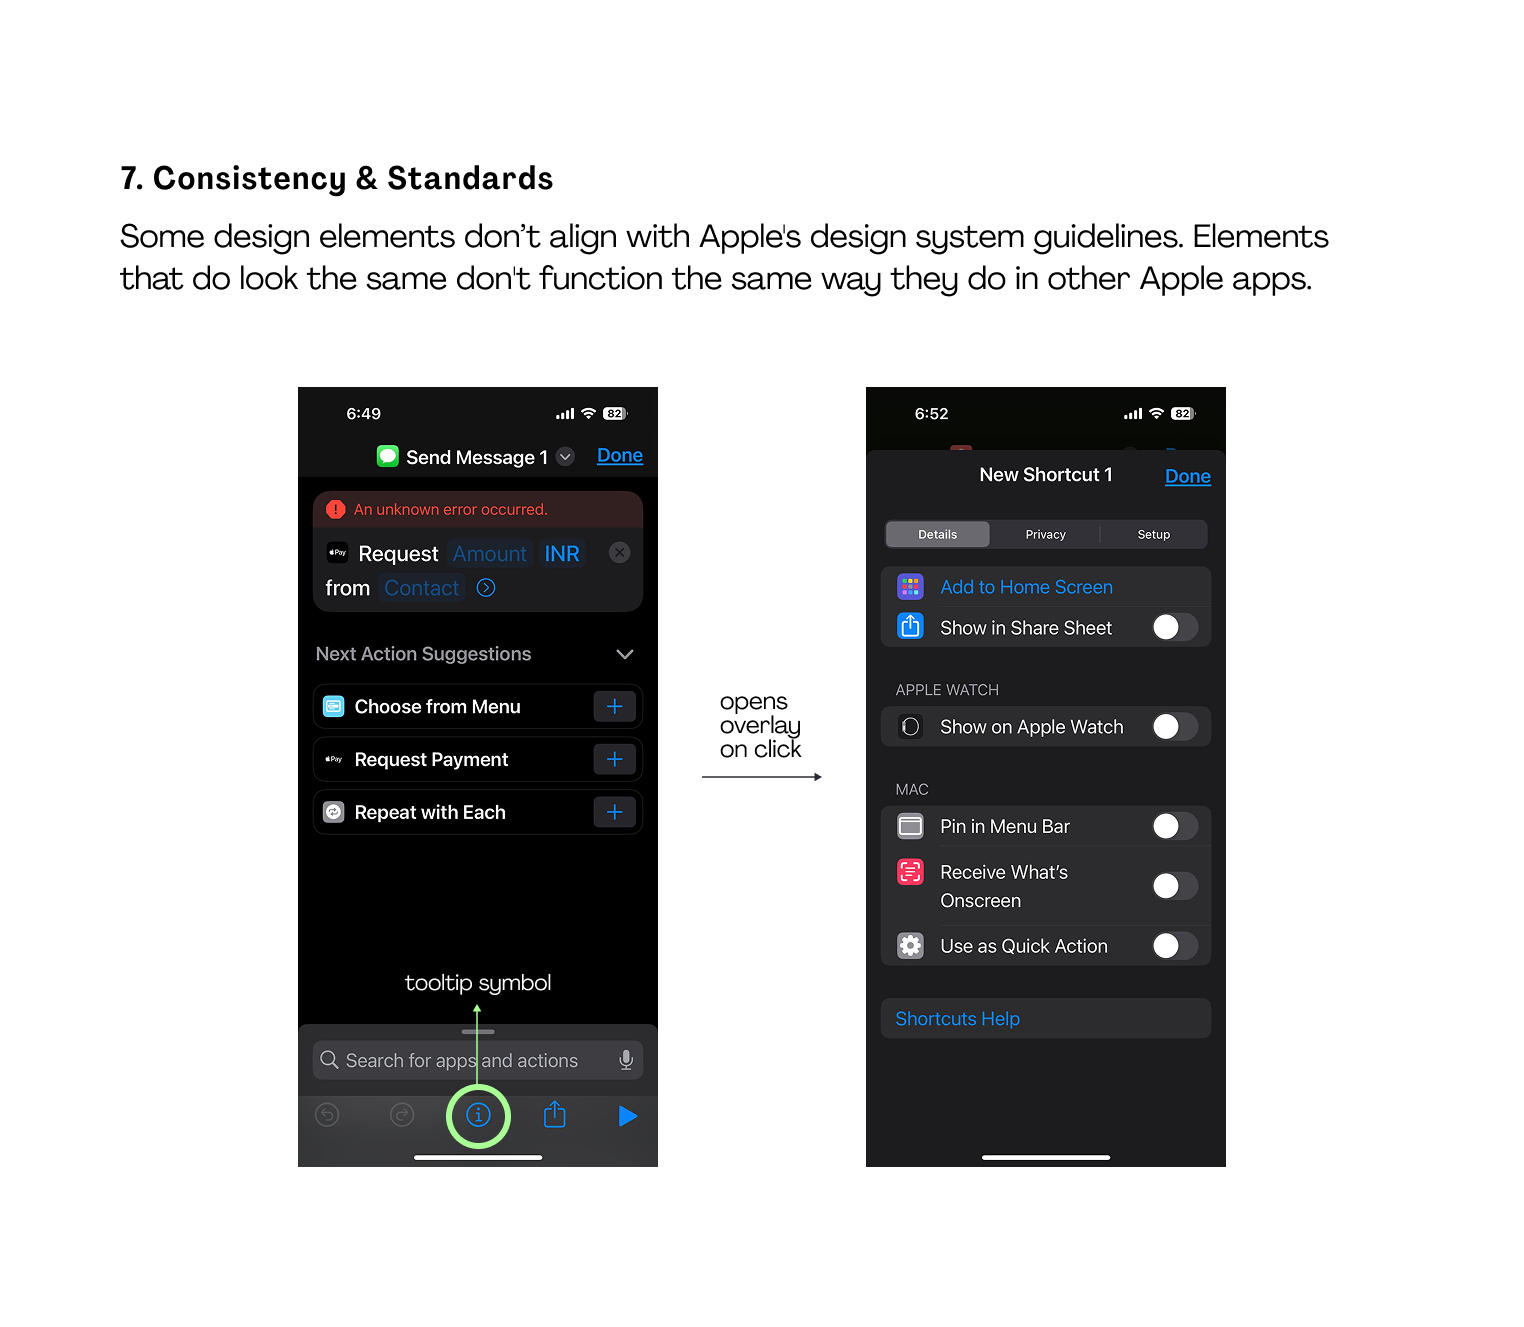 7. Consistency & Standards
Some design elements don’t align with Apple's design system guidelines. Elements
that do look the same don't function the same way they do in other Apple apps.
6:49
82
Send Message 1
Done
An unknown error occurred.
Pay Request Amount INR
from Contact
Next Action Suggestions
Choose from Menu
Pay Request Payment
Repeat with Each
tooltip symbol
Search for apps and actions
opens
overlay
on click
6:52
82
New Shortcut 1
Done
Details Privacy Setup
Add to Home Screen
Show in Share Sheet
APPLE WATCH
Show on Apple Watch
MAC
Pin in Menu Bar
Receive What’s
Onscreen
Use as Quick Action
Shortcuts Help